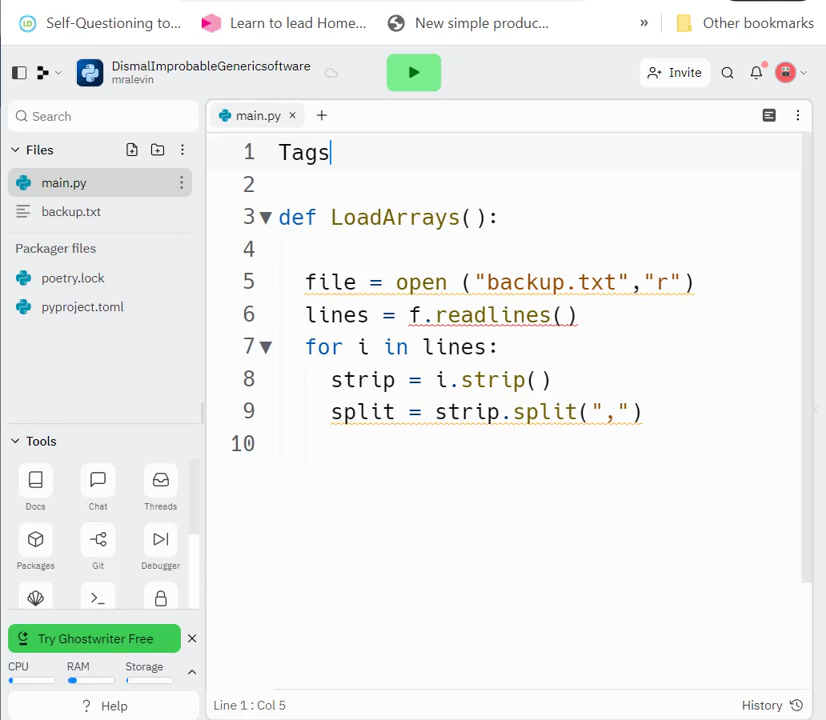 Self-Questioning to... Learn to lead Home... New simple produc... » Other bookmarks
DismalImprobableGenericsoftware
mralevin
Invite
Search
main.py × +
Files
main.py
backup.txt
Packager files
poetry.lock
pyproject.toml
Tools
Docs Chat Threads
Packages Git Debugger
Try Ghostwriter Free ×
CPU RAM Storage
? Help
1 Tags
2
3 def LoadArrays():
4
5 file = open ("backup.txt","r")
6 lines = f.readlines()
7 for i in lines:
8 strip = i.strip()
9 split = strip.split(",")
10
Line 1 : Col 5 History